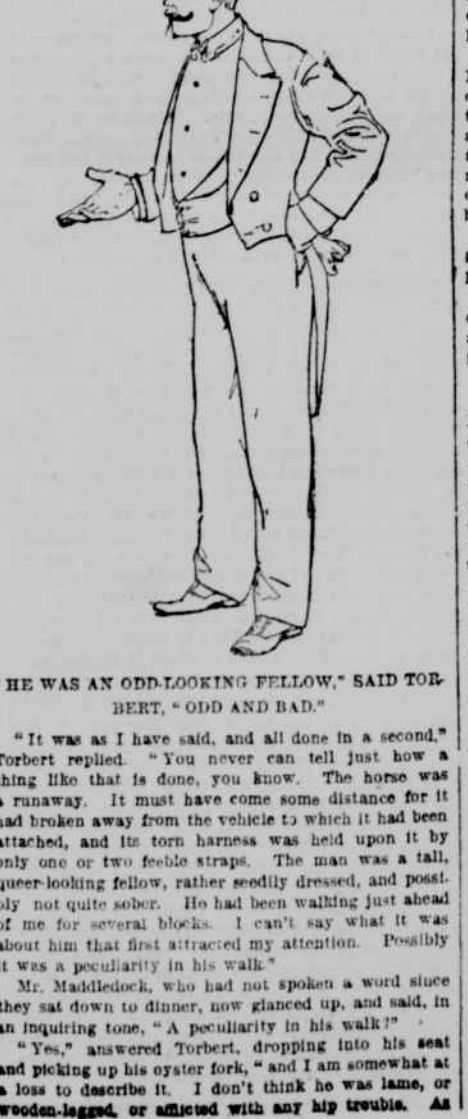 HE WAS AN ODD-LOOKING FELLOW," SAID TOR-
BERT, "ODD AND BAD."
"It was as I have said, and all done in a second,"
Torbert replied. "You never can tell just how a
thing like that is done, you know. The horse was
a runaway. It must have come some distance for it
had broken away from the vehicle to which it had been
attached, and its torn harness was held upon it by
only one or two feeble straps. The man was a tall,
queer-looking fellow, rather seedily dressed, and possi-
bly not quite sober. He had been walking just ahead
of me for several blocks. I can't say what it was
about him that first attracted my attention. Possibly
it was a peculiarity in his walk."
Mr. Maddledock, who had not spoken a word since
they sat down to dinner, now glanced up, and said, in
an inquiring tone, "A peculiarity in his walk?"
"Yes," answered Torbert, dropping into his seat
and picking up his oyster fork, "and I am somewhat at
a loss to describe it. I don't think he was lame, or
wooden-legged, or afflicted with any hip trouble. As